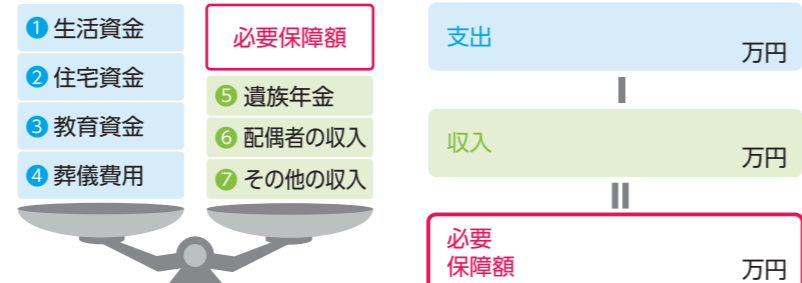 ❶ 生活資金
❷ 住宅資金
❸ 教育資金
❹ 葬儀費用
必要保障額
❺ 遺族年金
❻ 配偶者の収入
❼ その他の収入
支出
万円
収入
万円
必要
保障額
万円